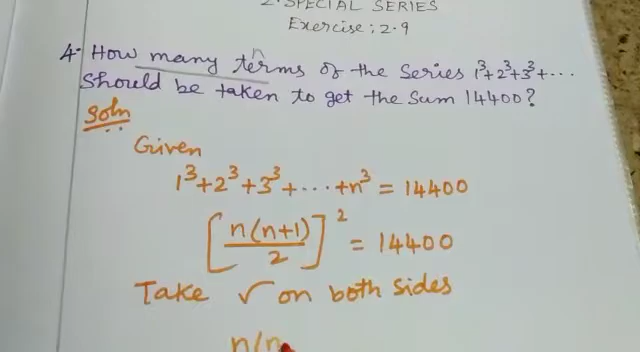 2. SPECIAL SERIES
Exercise: 2.9
4. How many terms of the series 1³+2³+3³+...
n
should be taken to get the sum 14400?
Soln
Given
1³+2³+3³+...+n³ = 14400
[n(n+1)/2]² = 14400
Take √ on both sides
n(n